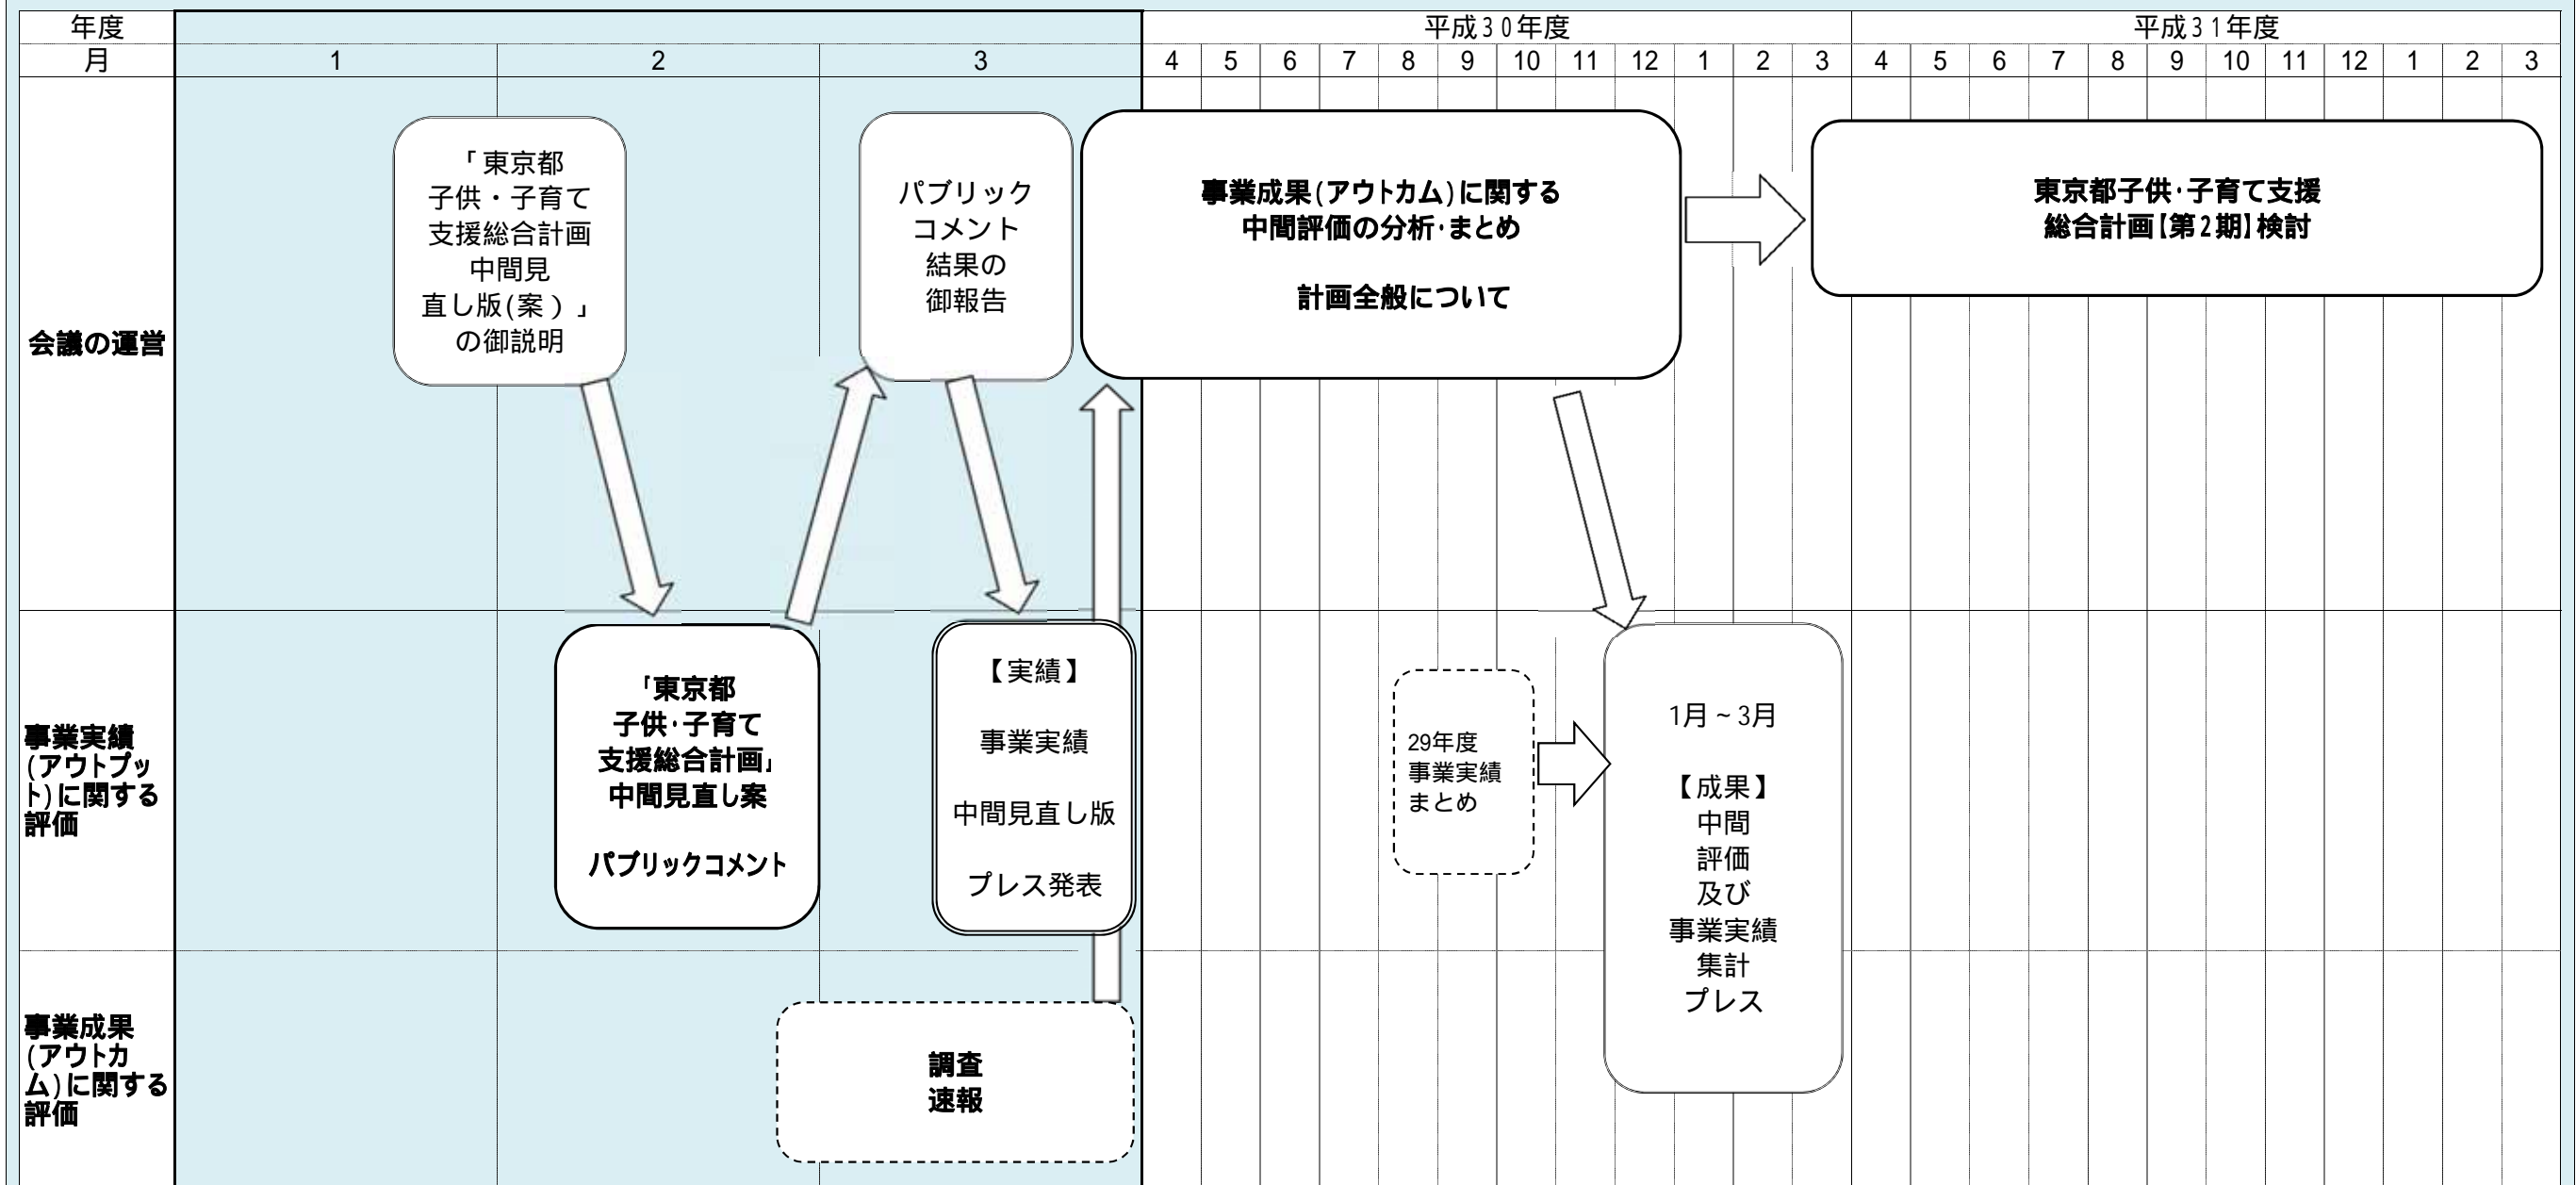 年度
平成30年度
平成31年度
月
1
2
3
4
5
6
7
8
9
10
11
12
1
2
3
4
5
6
7
8
9
10
11
12
1
2
3
会議の運営
「東京都
子供・子育て
支援総合計画
中間見
直し版(案)」
の御説明
パブリック
コメント
結果の
御報告
事業成果(アウトカム)に関する
中間評価の分析・まとめ
計画全般について
東京都子供・子育て支援
総合計画【第2期】検討
事業実績
(アウトプッ
ト)に関する
評価
「東京都
子供・子育て
支援総合計画」
中間見直し案
パブリックコメント
【実績】
事業実績
中間見直し版
プレス発表
29年度
事業実績
まとめ
1月~3月
【成果】
中間
評価
及び
事業実績
集計
プレス
事業成果
(アウトカ
ム)に関する
評価
調査
速報